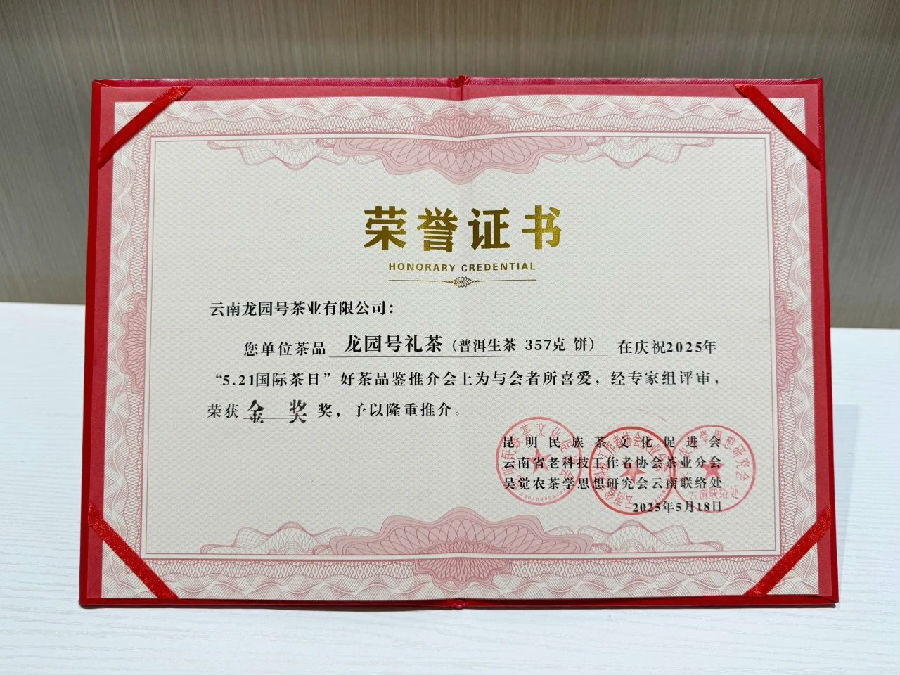 荣誉证书
HONORARY CREDENTIAL
云南龙园号茶业有限公司：
您单位茶品 龙园号礼茶（普洱生茶 357克 饼） 在庆祝2025年
“5.21国际茶日”好茶品鉴推介会上为与会者所喜爱，经专家组评审，
荣获 金 奖 奖，予以隆重推介。
昆明民族茶文化促进会
云南省老科技工作者协会茶业分会
吴觉农茶学思想研究会云南联络处
2025年5月18日